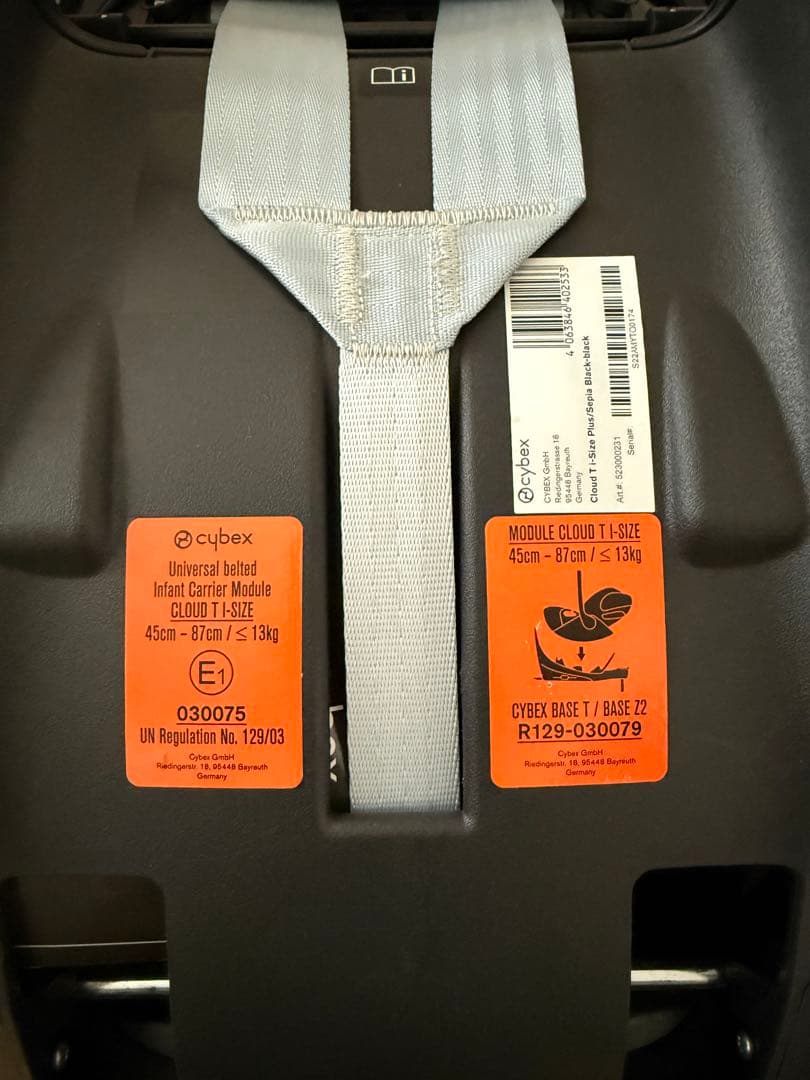 i
4 063846 402533
cybex
CYBEX GmbH
Riedingerstrasse 18
95448 Bayreuth
Germany
Cloud T i-Size Plus/Sepia Black-black
Art.#: 523000231
Serial#:
S22AMYTC0174
cybex
Universal belted
Infant Carrier Module
CLOUD T I-SIZE
45cm – 87cm / ≤ 13kg
E1
030075
UN Regulation No. 129/03
Cybex GmbH
Riedingerstr. 18, 95448 Bayreuth
Germany
MODULE CLOUD T I-SIZE
45cm – 87cm / ≤ 13kg
CYBEX BASE T / BASE Z2
R129-030079
Cybex GmbH
Riedingerstr. 18, 95448 Bayreuth
Germany